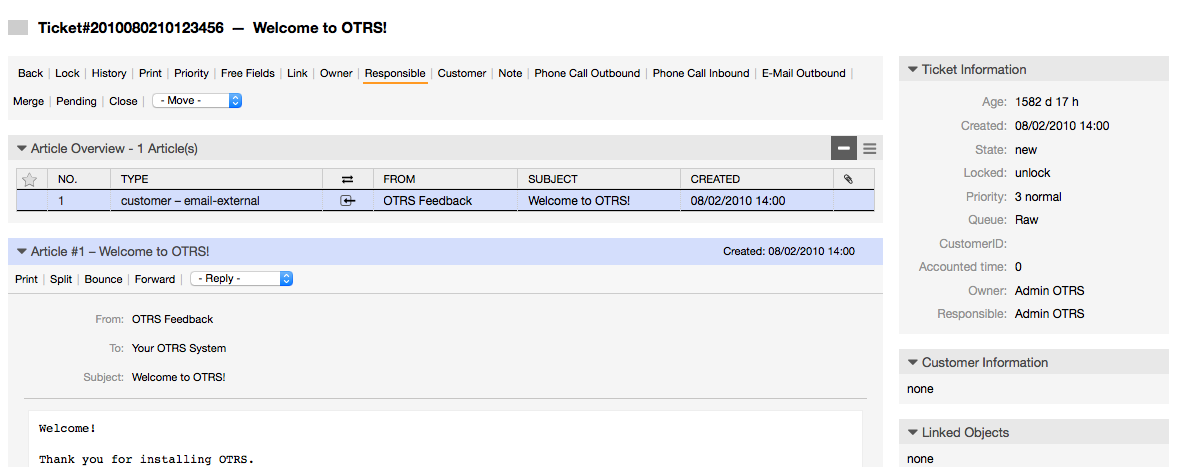 Ticket#2010080210123456 — Welcome to OTRS!
Back | Lock | History | Print | Priority | Free Fields | Link | Owner | Responsible | Customer | Note | Phone Call Outbound | Phone Call Inbound | E-Mail Outbound |
Merge | Pending | Close | - Move -
Article Overview - 1 Article(s)
NO. TYPE FROM SUBJECT CREATED
1 customer – email-external OTRS Feedback Welcome to OTRS! 08/02/2010 14:00
Article #1 – Welcome to OTRS! Created: 08/02/2010 14:00
Print | Split | Bounce | Forward | - Reply -
From: OTRS Feedback
To: Your OTRS System
Subject: Welcome to OTRS!
Welcome!
Thank you for installing OTRS.
Ticket Information
Age: 1582 d 17 h
Created: 08/02/2010 14:00
State: new
Locked: unlock
Priority: 3 normal
Queue: Raw
CustomerID:
Accounted time: 0
Owner: Admin OTRS
Responsible: Admin OTRS
Customer Information
none
Linked Objects
none